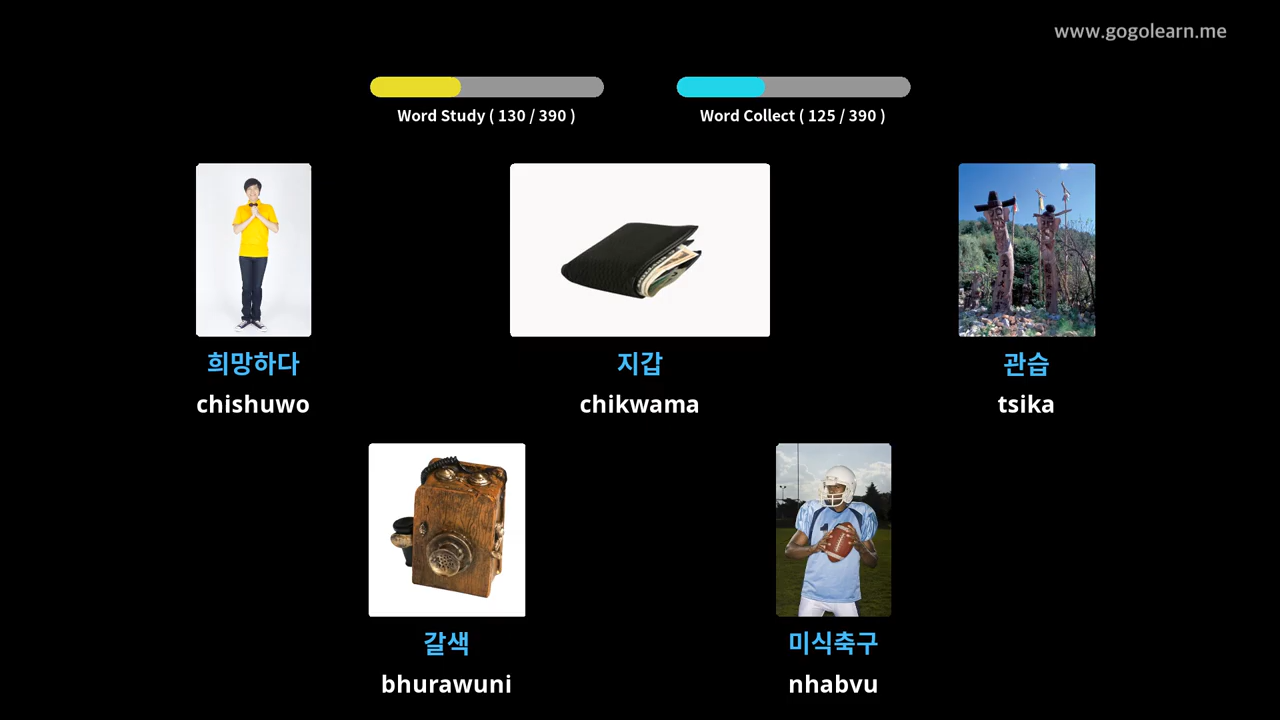 www.gogolearn.me
Word Study ( 130 / 390 )
Word Collect ( 125 / 390 )
희망하다
chishuwo
지갑
chikwama
관습
tsika
갈색
bhurawuni
미식축구
nhabvu